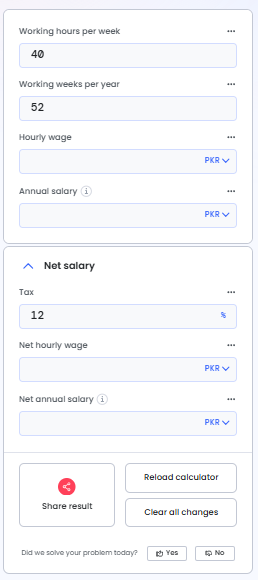 Working hours per week ...
40
Working weeks per year ...
52
Hourly wage ...
PKR
Annual salary i ...
PKR
Net salary
Tax ...
12 %
Net hourly wage ...
PKR
Net annual salary i ...
PKR
Share result
Reload calculator
Clear all changes
Did we solve your problem today? Yes No